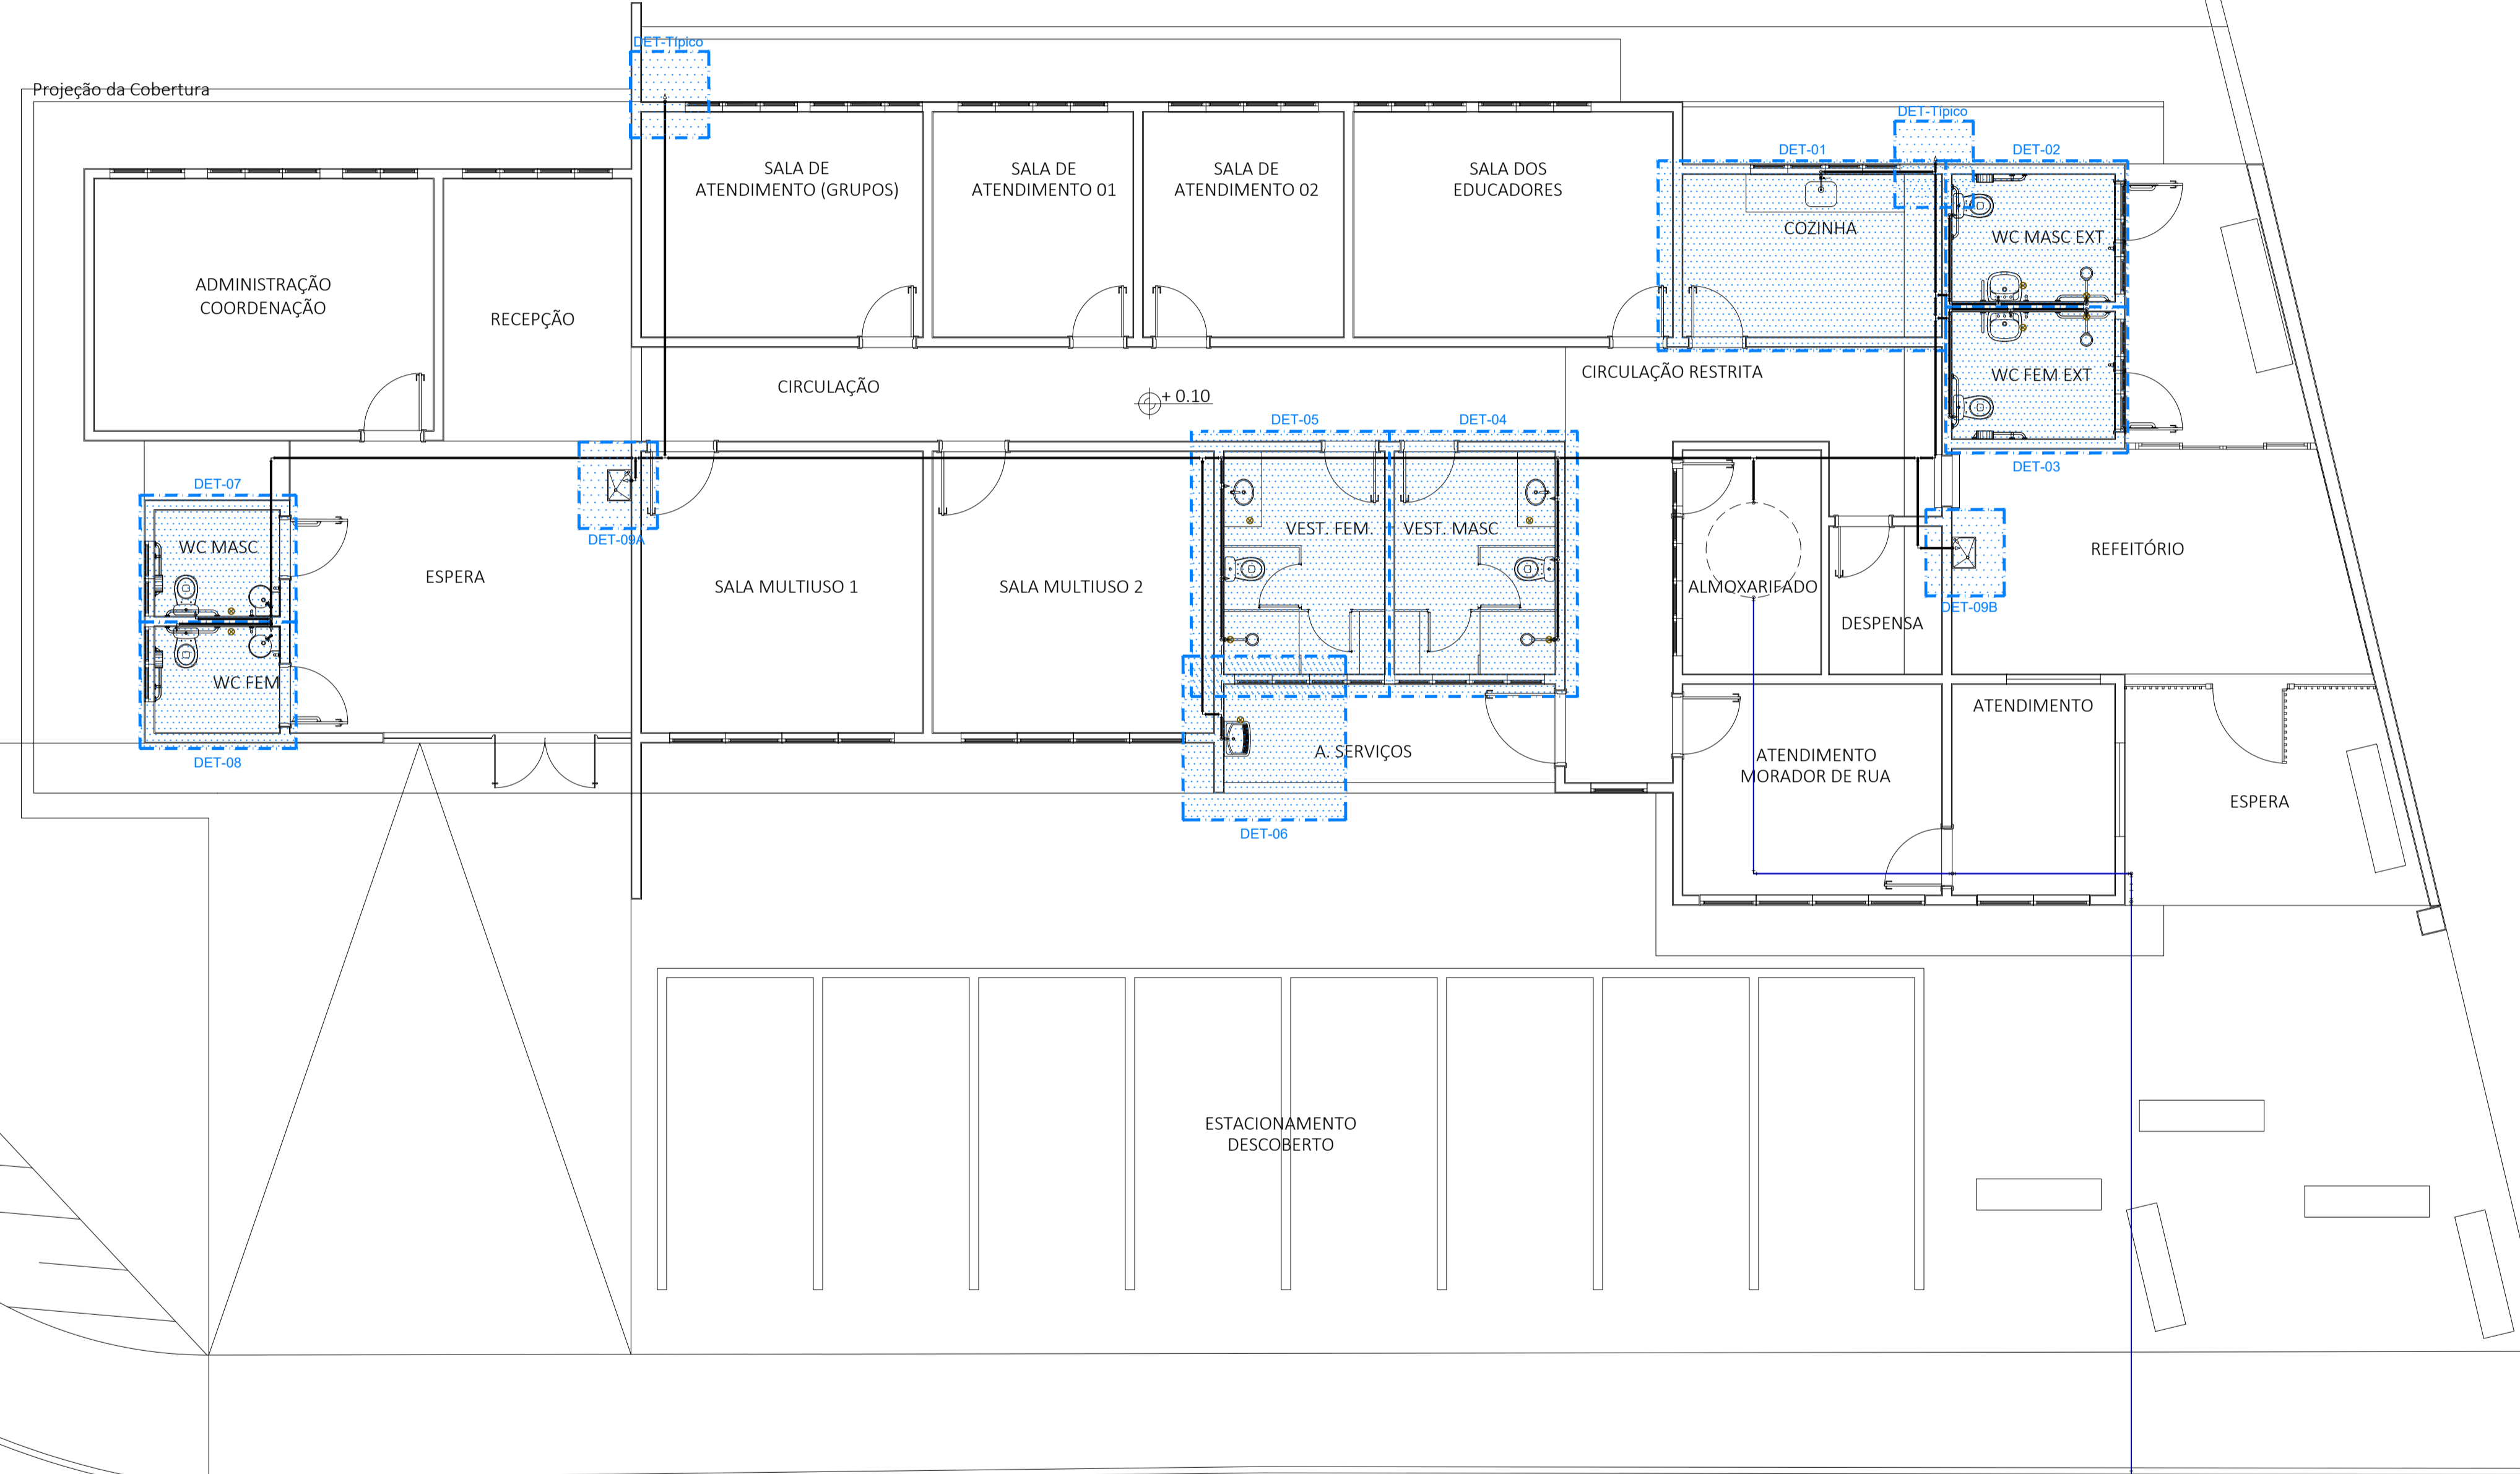 DET-Típico
Projeção da Cobertura
DET-Típico
DET-01
DET-02
SALA DE
ATENDIMENTO (GRUPOS)
SALA DE
ATENDIMENTO 01
SALA DE
ATENDIMENTO 02
SALA DOS
EDUCADORES
COZINHA
WC MASC EXT
ADMINISTRAÇÃO
COORDENAÇÃO
RECEPÇÃO
CIRCULAÇÃO
+ 0.10
CIRCULAÇÃO RESTRITA
WC FEM EXT
DET-05
DET-04
DET-03
DET-07
DET-09A
WC MASC
ESPERA
SALA MULTIUSO 1
SALA MULTIUSO 2
VEST. FEM.
VEST. MASC
ALMOXARIFADO
DESPENSA
DET-09B
REFEITÓRIO
WC FEM
DET-08
A. SERVIÇOS
DET-06
ATENDIMENTO
MORADOR DE RUA
ATENDIMENTO
ESPERA
ESTACIONAMENTO
DESCOBERTO